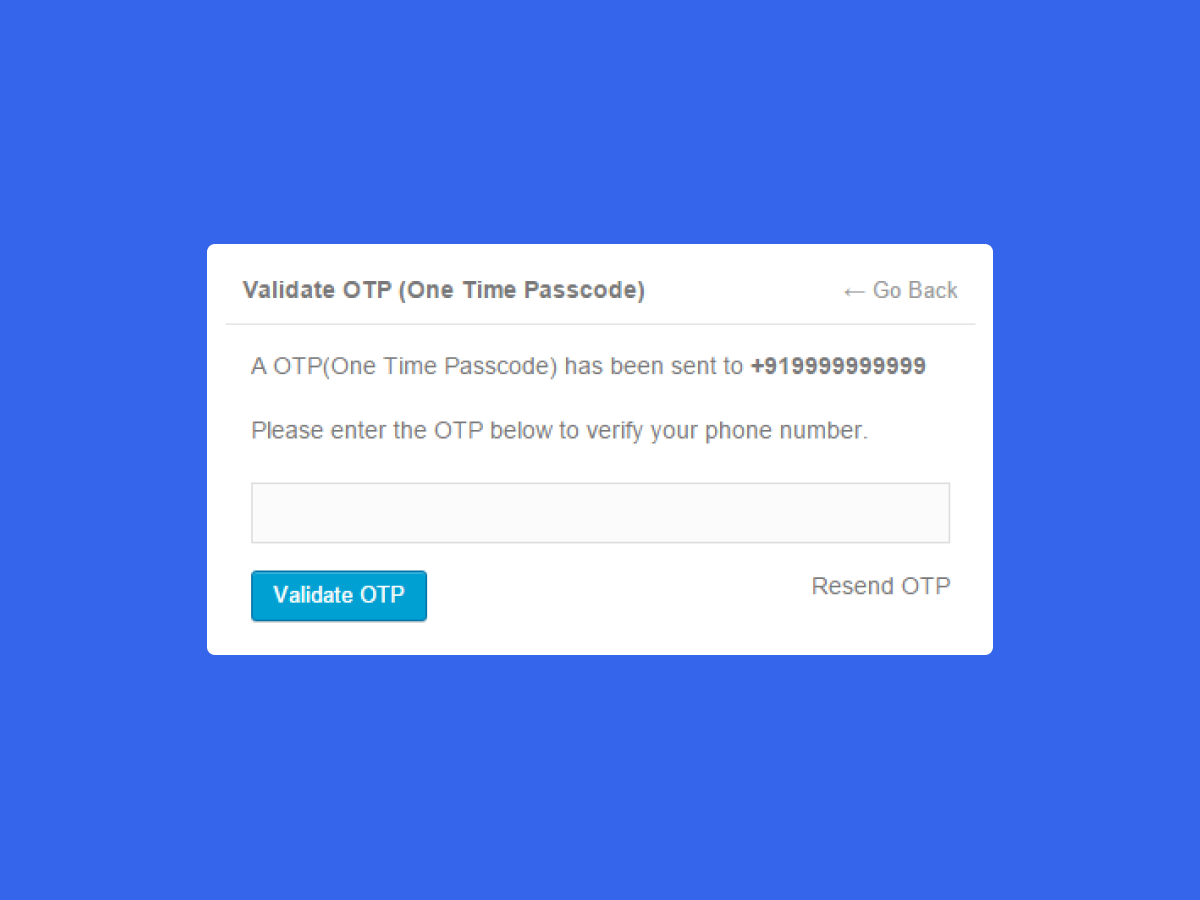 Validate OTP (One Time Passcode)
← Go Back
A OTP(One Time Passcode) has been sent to +919999999999
Please enter the OTP below to verify your phone number.
Validate OTP
Resend OTP